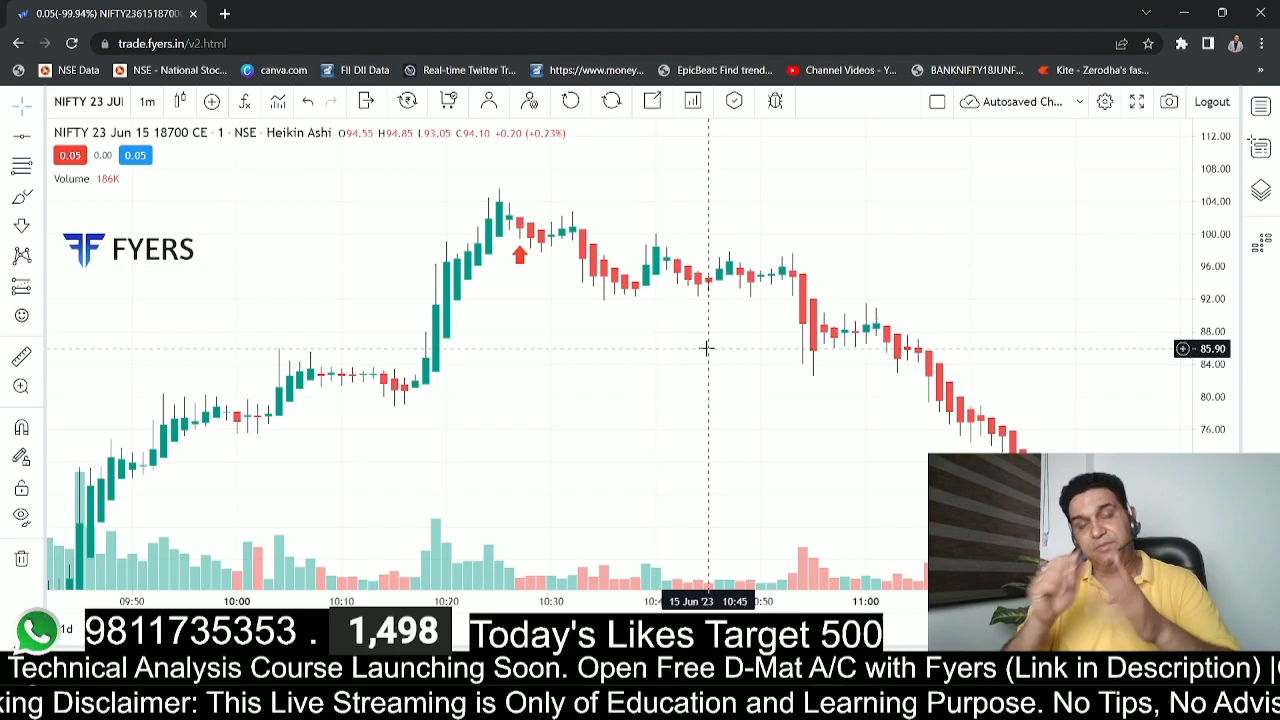 0.05(-99.94%) NIFTY2361518700
trade.fyers.in/v2.html
NSE Data
NSE - National Stoc...
canva.com
FII DII Data
Real-time Twitter Tr...
https://www.money...
EpicBeat: Find trend...
Channel Videos - Y...
BANKNIFTY18JUNF...
Kite - Zerodha's fas...
»
NIFTY 23 JUI
1m
Autosaved Ch...
Logout
NIFTY 23 Jun 15 18700 CE · 1 · NSE · Heikin Ashi O94.55 H94.85 L93.05 C94.10 +0.20 (+0.23%)
0.05 0.00 0.05
Volume 186K
FYERS
112.00
108.00
104.00
100.00
96.00
92.00
88.00
85.90
84.00
80.00
76.00
09:50 10:00 10:10 10:20 10:30 10:4 15 Jun '23 10:45 :50 11:00
1d
9811735353 .
1,498
Today's Likes Target 500
Technical Analysis Course Launching Soon. Open Free D-Mat A/C with Fyers (Link in Description) |
king Disclaimer: This Live Streaming is Only of Education and Learning Purpose. No Tips, No Advis